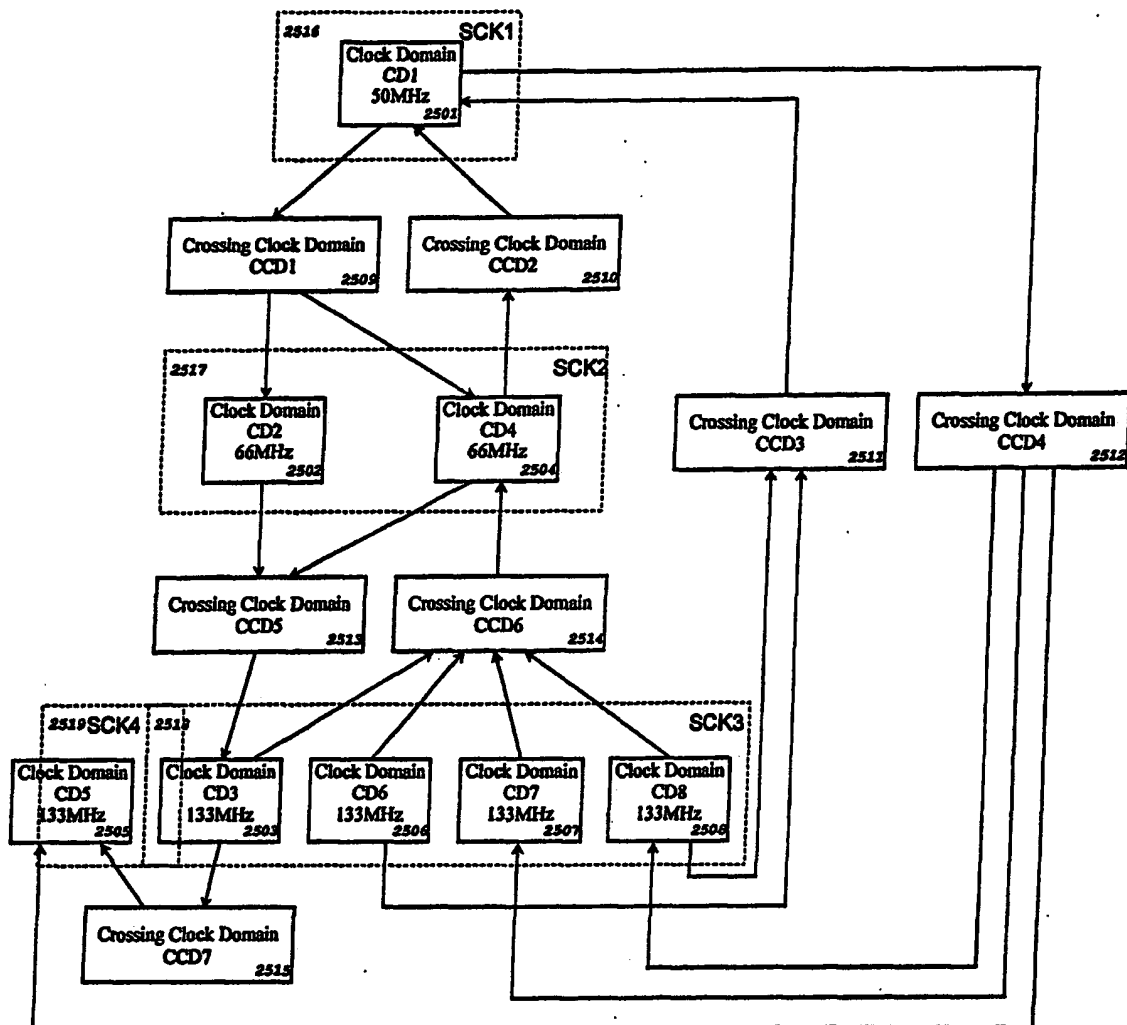 2516 SCK1
Clock Domain
CD1
50MHz
2501
Crossing Clock Domain
CCD1
2509
Crossing Clock Domain
CCD2
2510
2517 SCK2
Clock Domain
CD2
66MHz
2502
Clock Domain
CD4
66MHz
2504
Crossing Clock Domain
CCD3
2511
Crossing Clock Domain
CCD4
2512
Crossing Clock Domain
CCD5
2513
Crossing Clock Domain
CCD6
2514
2519 SCK4
2518 SCK3
Clock Domain
CD5
133MHz
2505
Clock Domain
CD3
133MHz
2503
Clock Domain
CD6
133MHz
2506
Clock Domain
CD7
133MHz
2507
Clock Domain
CD8
133MHz
2508
Crossing Clock Domain
CCD7
2515